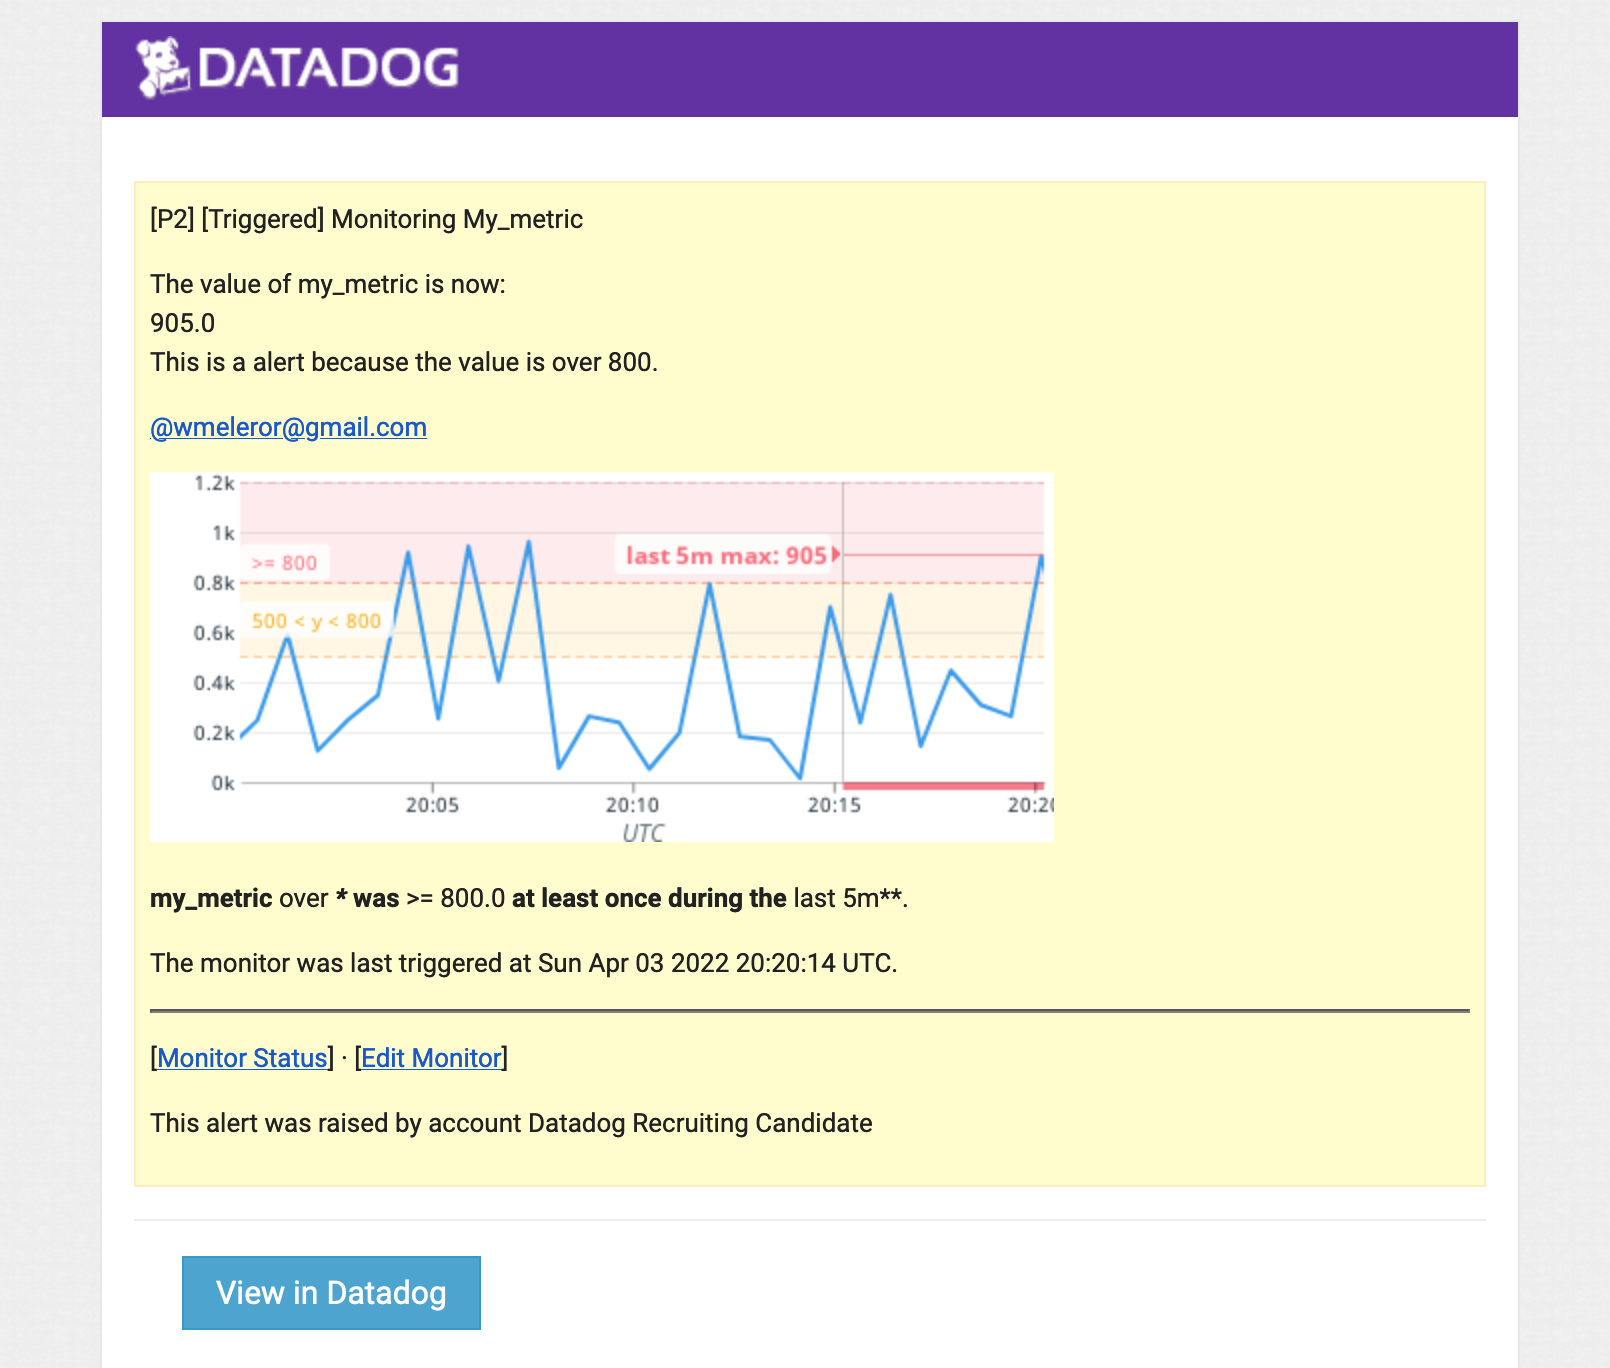 DATADOG
[P2] [Triggered] Monitoring My_metric
The value of my_metric is now:
905.0
This is a alert because the value is over 800.
@wmeleror@gmail.com
1.2k
1k
>= 800
last 5m max: 905
0.8k
500 < y < 800
0.6k
0.4k
0.2k
0k
20:05 20:10 20:15 20:20
UTC
my_metric over * was >= 800.0 at least once during the last 5m**.
The monitor was last triggered at Sun Apr 03 2022 20:20:14 UTC.
[Monitor Status] · [Edit Monitor]
This alert was raised by account Datadog Recruiting Candidate
View in Datadog